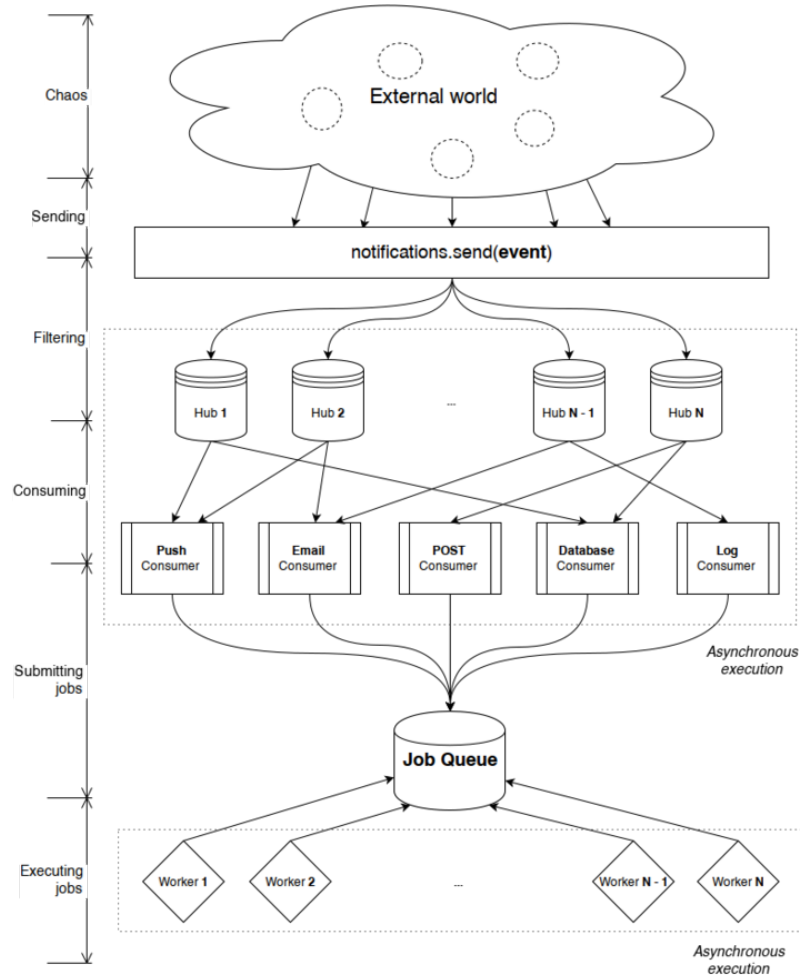 Chaos
External world
Sending
notifications.send(event)
Filtering
Hub 1
Hub 2
...
Hub N - 1
Hub N
Consuming
Push
Consumer
Email
Consumer
POST
Consumer
Database
Consumer
Log
Consumer
Asynchronous
execution
Submitting
jobs
Job Queue
Executing
jobs
Worker 1
Worker 2
...
Worker N - 1
Worker N
Asynchronous
execution